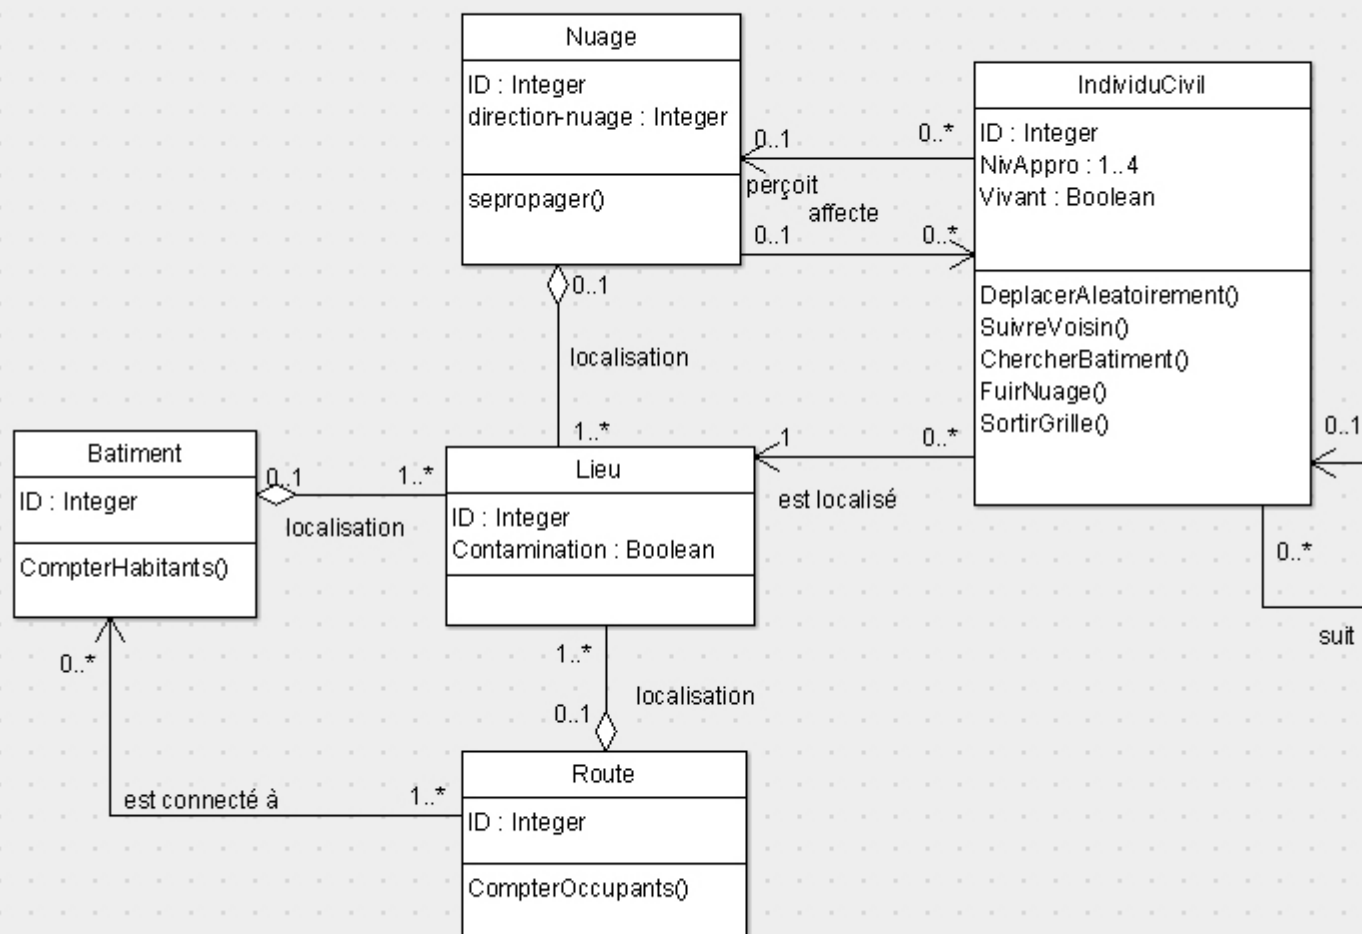 Nuage
ID : Integer
direction-nuage : Integer
sepropager()
IndividuCivil
ID : Integer
NivAppro : 1..4
Vivant : Boolean
DeplacerAleatoirement()
SuivreVoisin()
ChercherBatiment()
FuirNuage()
SortirGrille()
0..1
0..*
perçoit
affecte
0..1
0..*
0..1
localisation
1..*
Batiment
ID : Integer
CompterHabitants()
0..1
1..*
localisation
Lieu
ID : Integer
Contamination : Boolean
1
0..*
est localisé
0..1
0..*
suit
0..*
est connecté à
1..*
1..*
localisation
0..1
Route
ID : Integer
CompterOccupants()